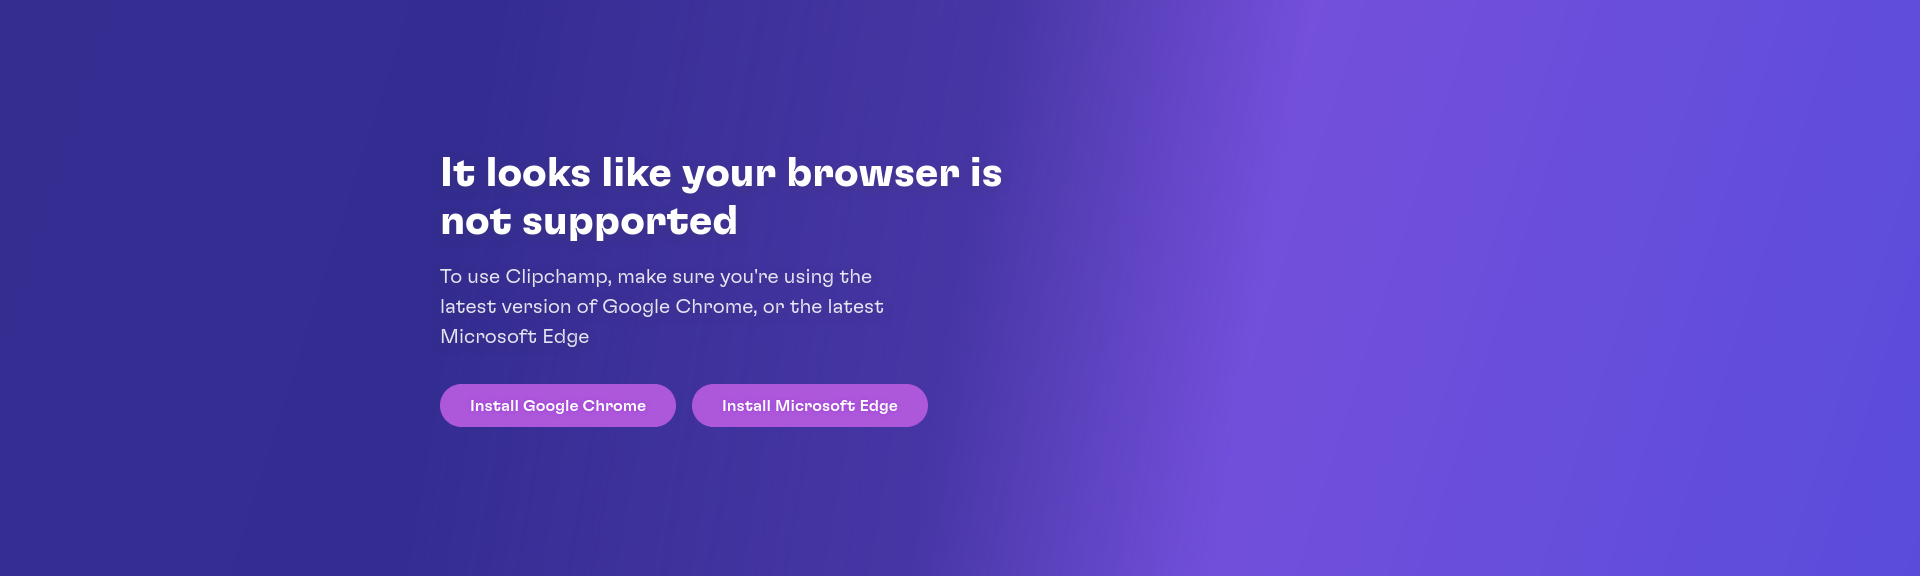 It looks like your browser is
not supported
To use Clipchamp, make sure you're using the
latest version of Google Chrome, or the latest
Microsoft Edge
Install Google Chrome
Install Microsoft Edge